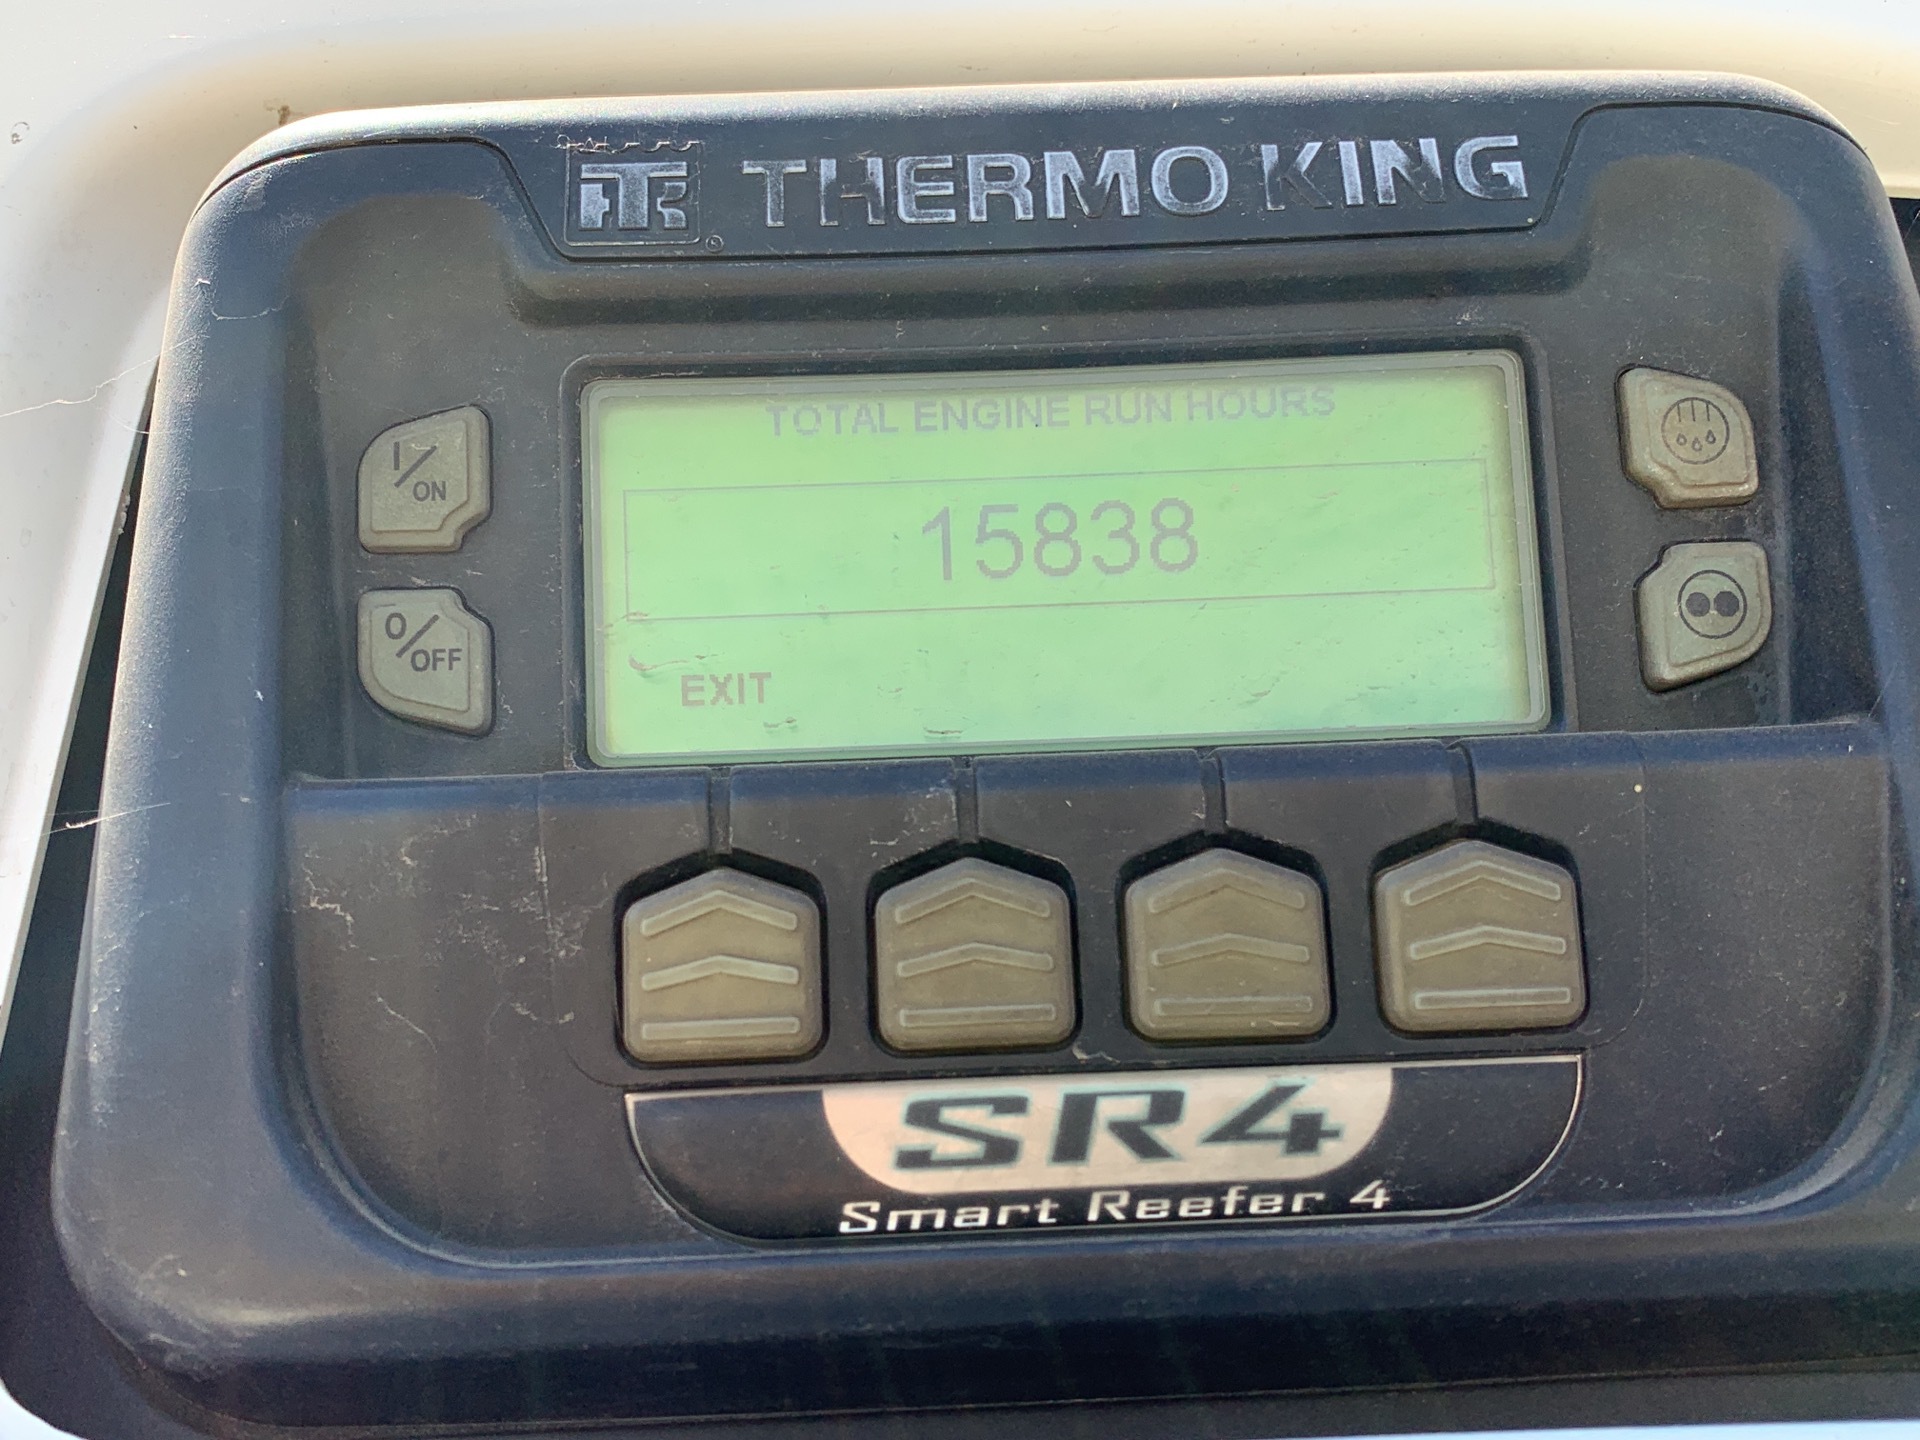 THERMO KING
TOTAL ENGINE RUN HOURS
I/ON
15838
O/OFF
EXIT
SR4
Smart Reefer 4